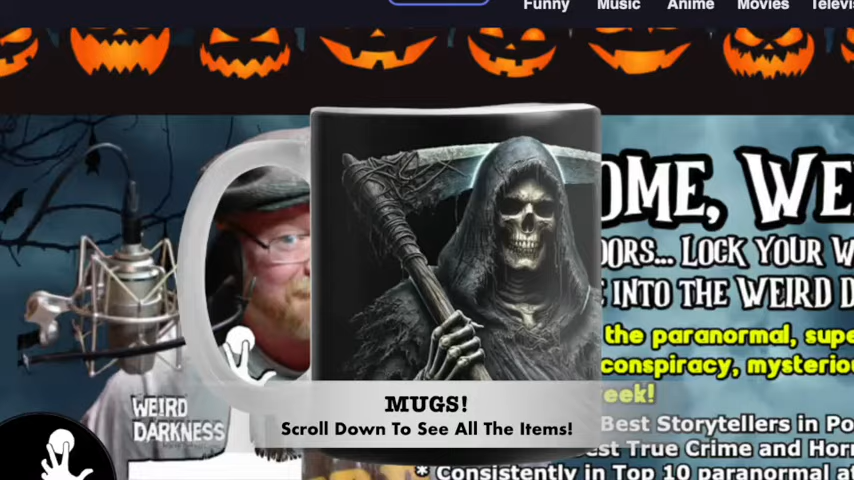 Funny Music Anime Movies
OME, WE
OORS... LOCK YOUR W
INTO THE WEIRD D
the paranormal, supe
conspiracy, mysteriou
eek!
MUGS!
Scroll Down To See All The Items!
WEIRD
DARKNESS
Best Storytellers in Po
st True Crime and Horr
* Consistently in Top 10 paranormal